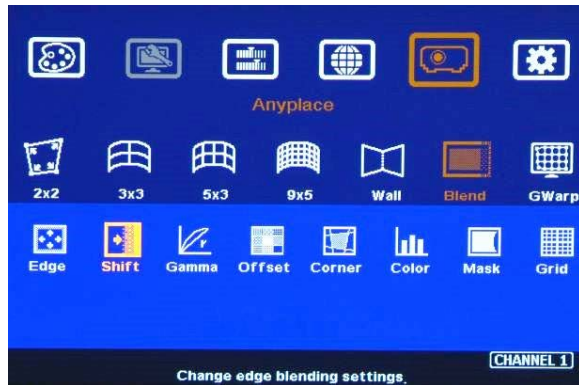 Anyplace
2x2 3x3 5x3 9x5 Wall Blend GWarp
Edge Shift Gamma Offset Corner Color Mask Grid
CHANNEL 1
Change edge blending settings.